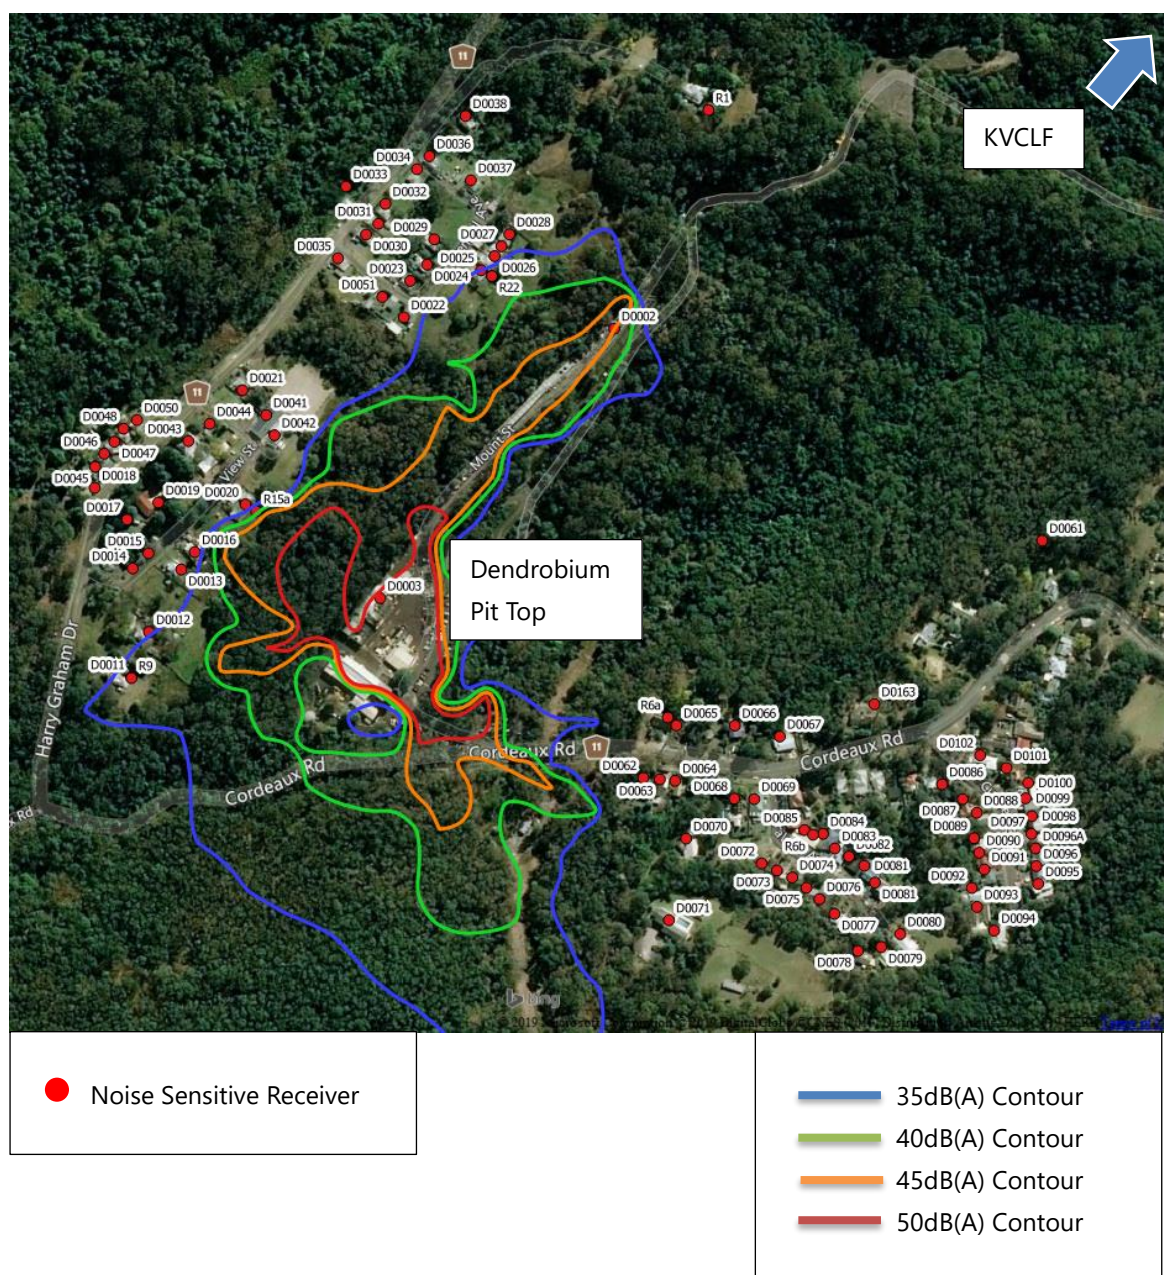 11
D0038
R1
KVCLF
D0036
D0034
D0037
D0033
D0032
D0031
D0029
D0028
D0027
D0030
D0035
D0025
D0026
D0023
D0024
R22
D0051
D0022
D0002
11
D0021
D0041
D0050
D0044
D0048
D0043
D0042
D0046
D0047
View St
Mount St
D0018
D0045
D0019
D0020
R15a
D0017
D0016
D0015
D0014
D0013
D0061
Dendrobium
Pit Top
D0003
D0012
Harry Graham Dr
D0011
R9
R6a
D0065
D0066
D0067
D0163
Cordeaux Rd
11
Cordeaux Rd
Cordeaux Rd
x Rd
D0062
D0063
D0064
D0068
D0069
D0102
D0101
D0086
D0100
D0099
D0087
D0088
D0098
D0097
D0085
D0084
D0083
D0082
D0089
D0096A
D0070
R6b
D0090
D0091
D0096
D0072
D0074
D0081
D0073
D0076
D0081
D0092
D0095
D0075
D0093
D0071
D0077
D0080
D0094
D0078
D0079
bing
Noise Sensitive Receiver
35dB(A) Contour
40dB(A) Contour
45dB(A) Contour
50dB(A) Contour